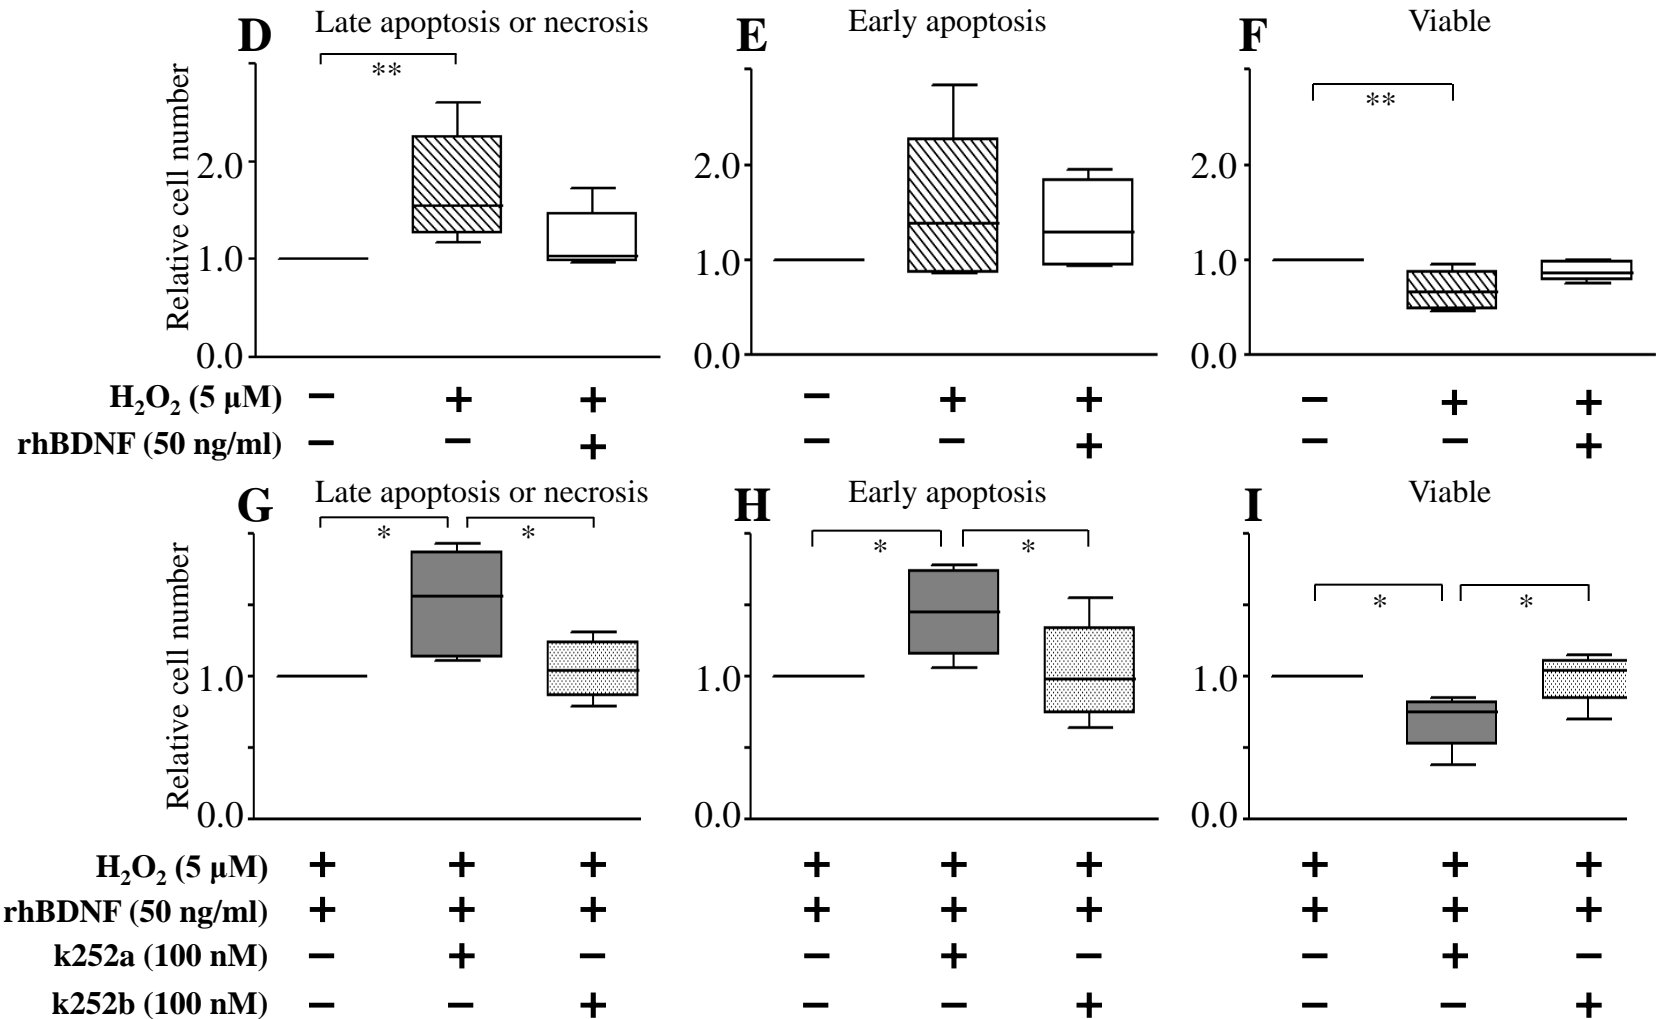 D Late apoptosis or necrosis
**
Relative cell number
2.0
1.0
0.0
E Early apoptosis
2.0
1.0
0.0
F Viable
**
2.0
1.0
0.0
H₂O₂ (5 µM) − + + − + + − + +
rhBDNF (50 ng/ml) − − + − − + − − +
G Late apoptosis or necrosis
* *
Relative cell number
1.0
0.0
H Early apoptosis
* *
1.0
0.0
I Viable
* *
1.0
0.0
H₂O₂ (5 µM) + + + + + + + + +
rhBDNF (50 ng/ml) + + + + + + + + +
k252a (100 nM) − + − − + − − + −
k252b (100 nM) − − + − − + − − +